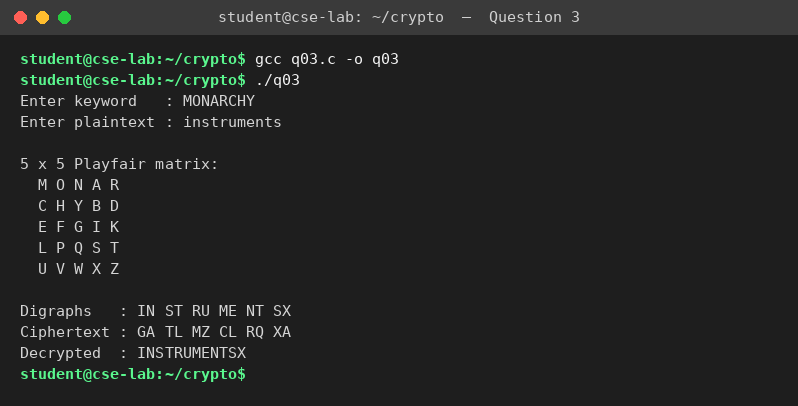 student@cse-lab: ~/crypto — Question 3
student@cse-lab:~/crypto$ gcc q03.c -o q03
student@cse-lab:~/crypto$ ./q03
Enter keyword   : MONARCHY
Enter plaintext : instruments
5 x 5 Playfair matrix:
  M O N A R
  C H Y B D
  E F G I K
  L P Q S T
  U V W X Z
Digraphs   : IN ST RU ME NT SX
Ciphertext : GA TL MZ CL RQ XA
Decrypted  : INSTRUMENTSX
student@cse-lab:~/crypto$